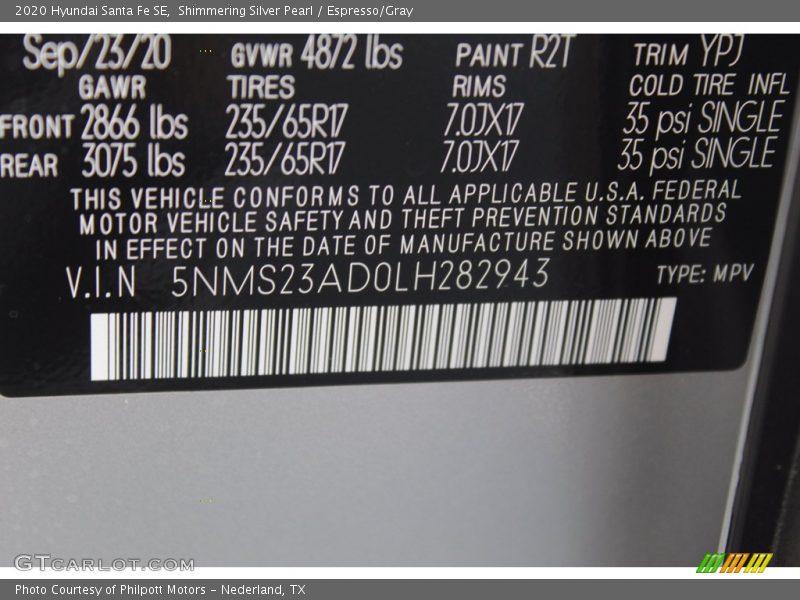 2020 Hyundai Santa Fe SE, Shimmering Silver Pearl / Espresso/Gray
Sep/23/20 GVWR 4872 lbs PAINT R2T TRIM YPJ
GAWR TIRES RIMS COLD TIRE INFL
FRONT 2866 lbs 235/65R17 7.0JX17 35 psi SINGLE
REAR 3075 lbs 235/65R17 7.0JX17 35 psi SINGLE
THIS VEHICLE CONFORMS TO ALL APPLICABLE U.S.A. FEDERAL
MOTOR VEHICLE SAFETY AND THEFT PREVENTION STANDARDS
IN EFFECT ON THE DATE OF MANUFACTURE SHOWN ABOVE
V.I.N 5NMS23AD0LH282943 TYPE: MPV
GTCARLOT.COM
Photo Courtesy of Philpott Motors - Nederland, TX